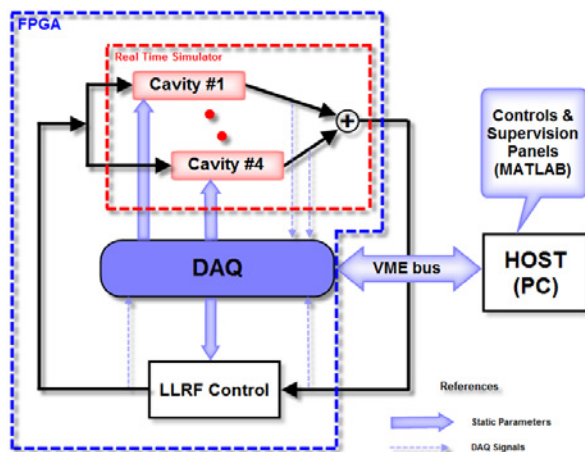 FPGA
Real Time Simulator
Cavity #1
Cavity #4
Controls &
Supervision
Panels
(MATLAB)
DAQ
VME bus
HOST
(PC)
LLRF Control
References
Static Parameters
DAQ Signals